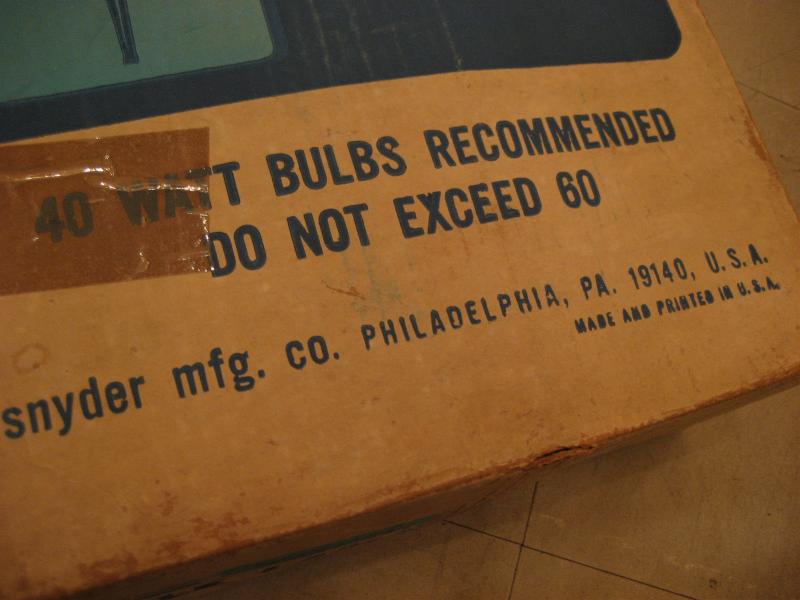 40 WATT BULBS RECOMMENDED
DO NOT EXCEED 60
snyder mfg. co. PHILADELPHIA, PA. 19140, U.S.A.
MADE AND PRINTED IN U.S.A.